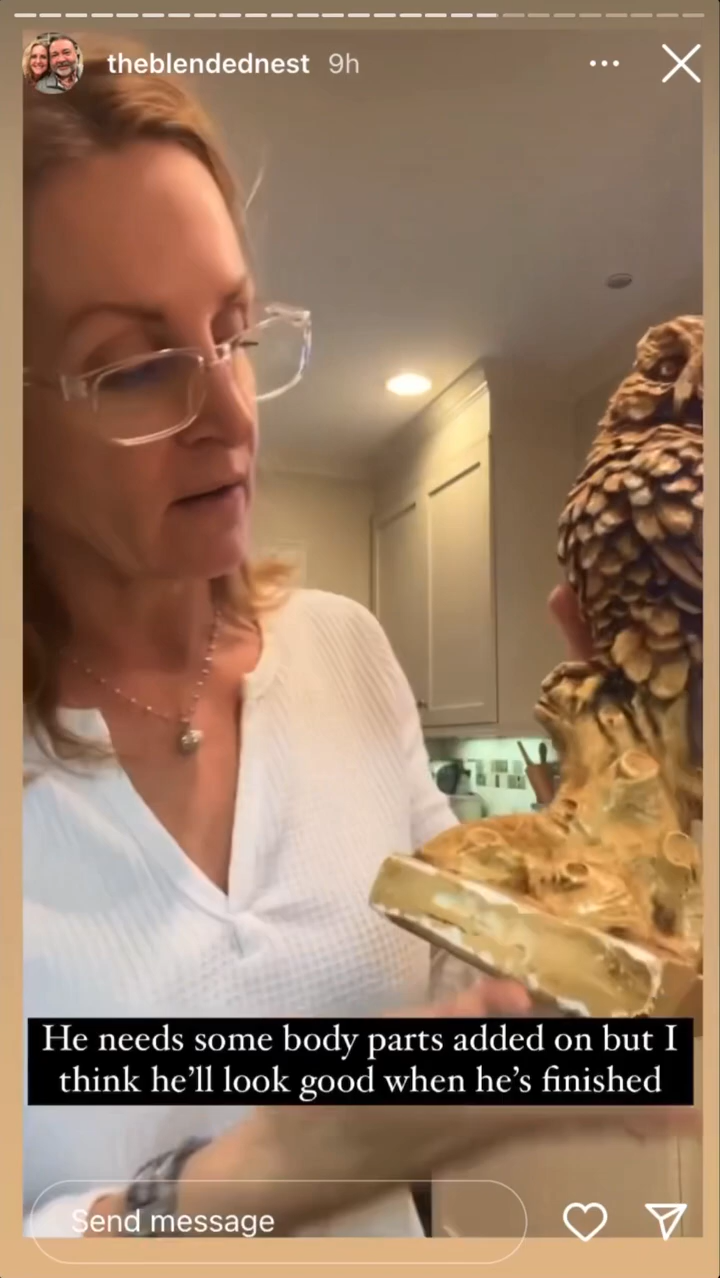 theblendednest 9h
He needs some body parts added on but I
think he’ll look good when he’s finished
Send message